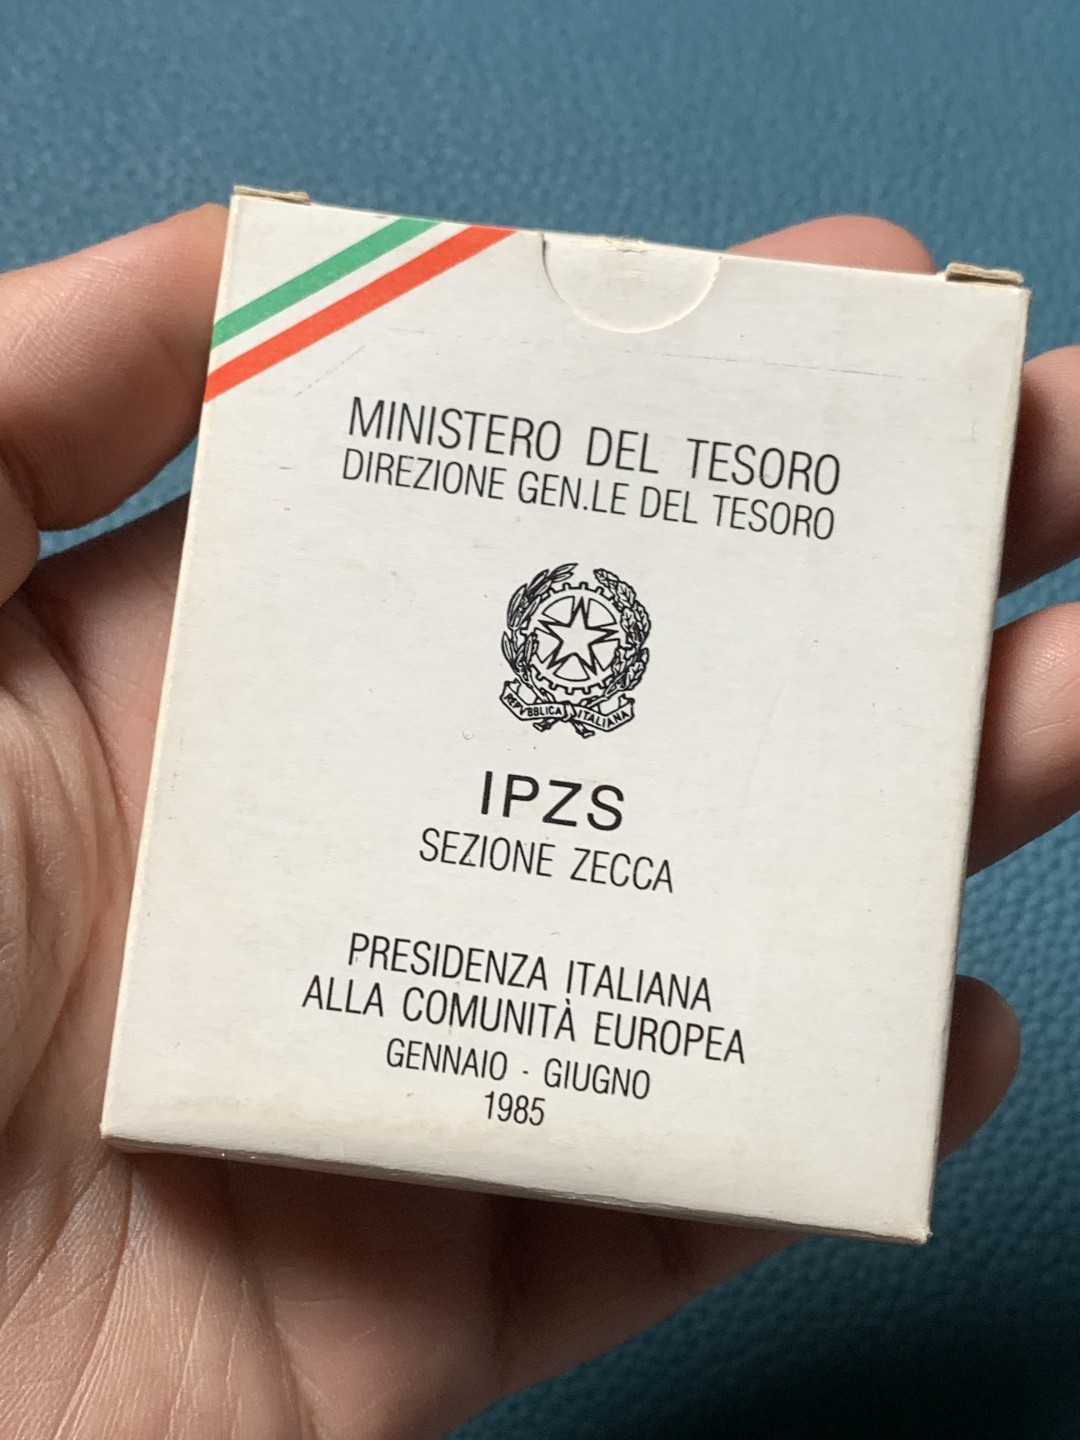 MINISTERO DEL TESORO
DIREZIONE GEN.LE DEL TESORO
REPVBBLICA ITALIANA
IPZS
SEZIONE ZECCA
PRESIDENZA ITALIANA
ALLA COMUNITÀ EUROPEA
GENNAIO - GIUGNO
1985